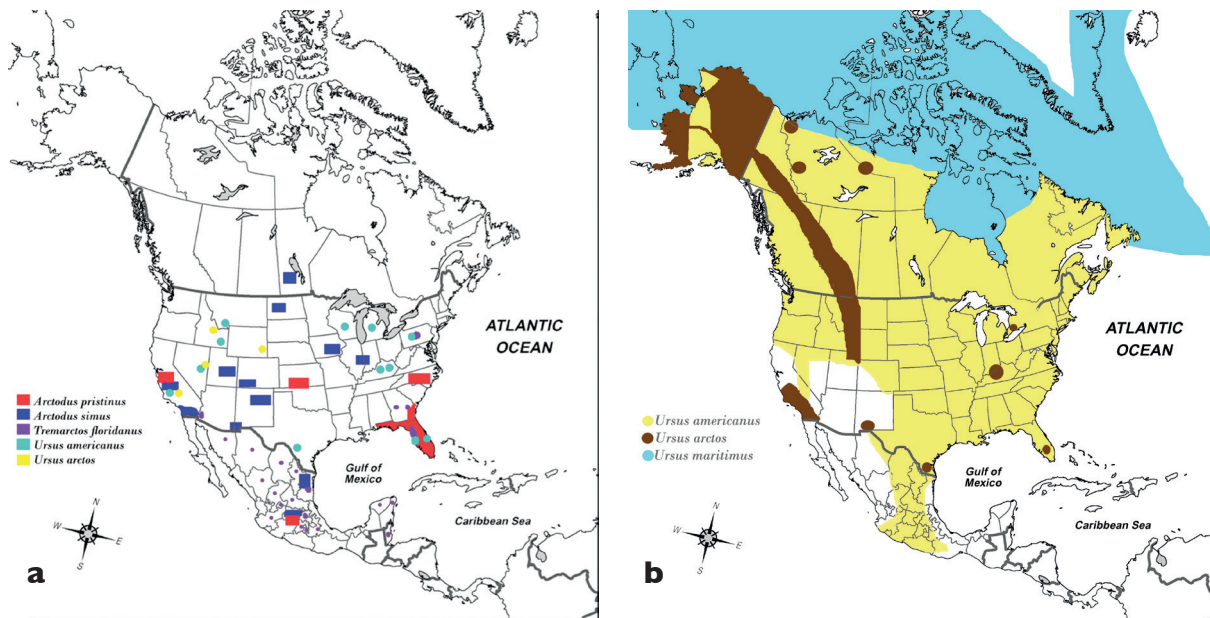 ATLANTIC
OCEAN
Arctodus pristinus
Arctodus simus
Tremarctos floridanus
Ursus americanus
Ursus arctos
Gulf of
Mexico
Caribbean Sea
N
W
E
S
a
ATLANTIC
OCEAN
Ursus americanus
Ursus arctos
Ursus maritimus
Gulf of
Mexico
Caribbean Sea
N
W
E
S
b